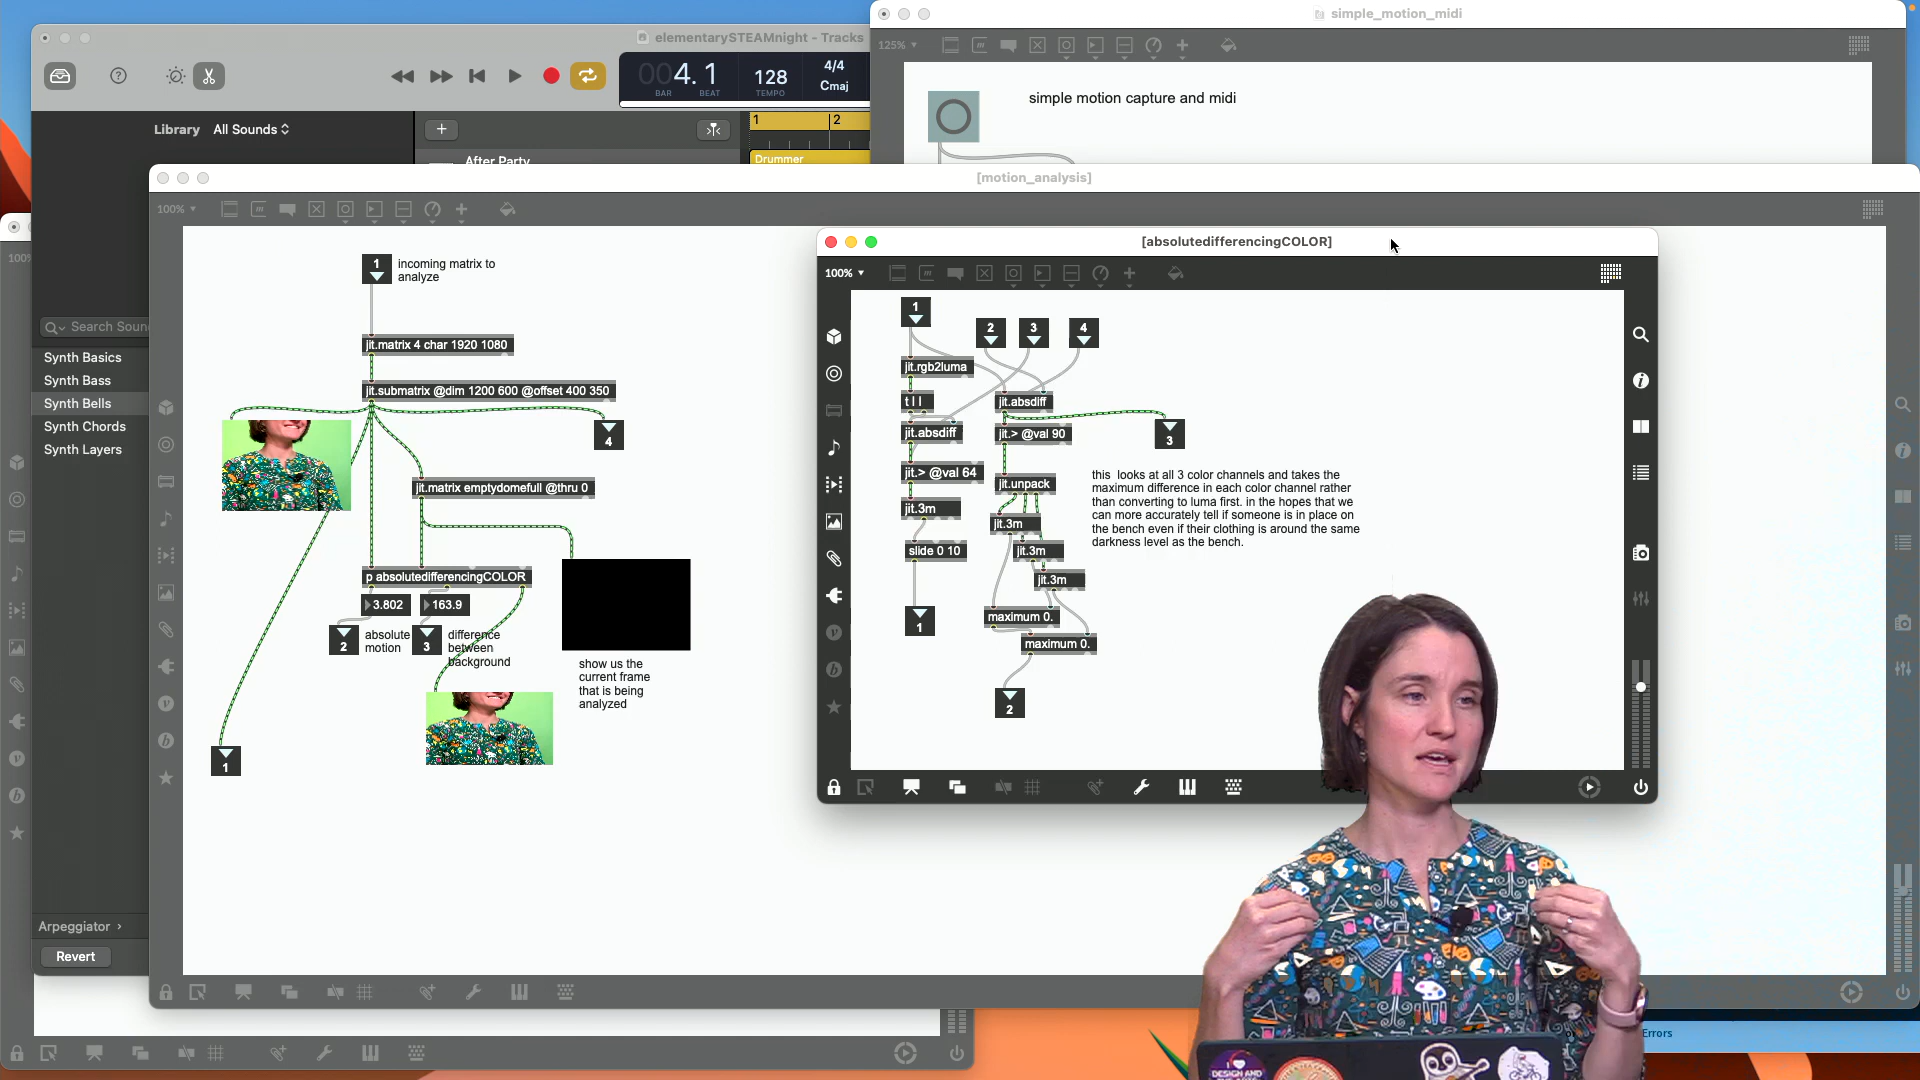 simple_motion_midi
elementarySTEAMnight - Tracks
125%
004. 1
BAR
BEAT
128
TEMPO
4/4
Cmaj
simple motion capture and midi
Library
All Sounds
1
2
After Party
Drummer
[motion_analysis]
100%
100%
Synth Basics
Synth Bass
Synth Bells
Synth Chords
Synth Layers
Arpeggiator
Revert
1
incoming matrix to
analyze
jit.matrix 4 char 1920 1080
jit.submatrix @dim 1200 600 @offset 400 350
4
jit.matrix emptydomefull @thru 0
p absolutedifferencingCOLOR
3.802
163.9
2
absolute
motion
3
difference
between
background
show us the
current frame
that is being
analyzed
1
[absolutedifferencingCOLOR]
100%
1
2
3
4
jit.rgb2luma
t l l
jit.absdiff
jit.absdiff
jit.> @val 90
3
jit.> @val 64
jit.unpack
jit.3m
jit.3m
jit.3m
jit.3m
slide 0 10
maximum 0.
maximum 0.
1
2
this looks at all 3 color channels and takes the
maximum difference in each color channel rather
than converting to luma first. in the hopes that we
can more accurately tell if someone is in place on
the bench even if their clothing is around the same
darkness level as the bench.
Errors
DESIGN AND